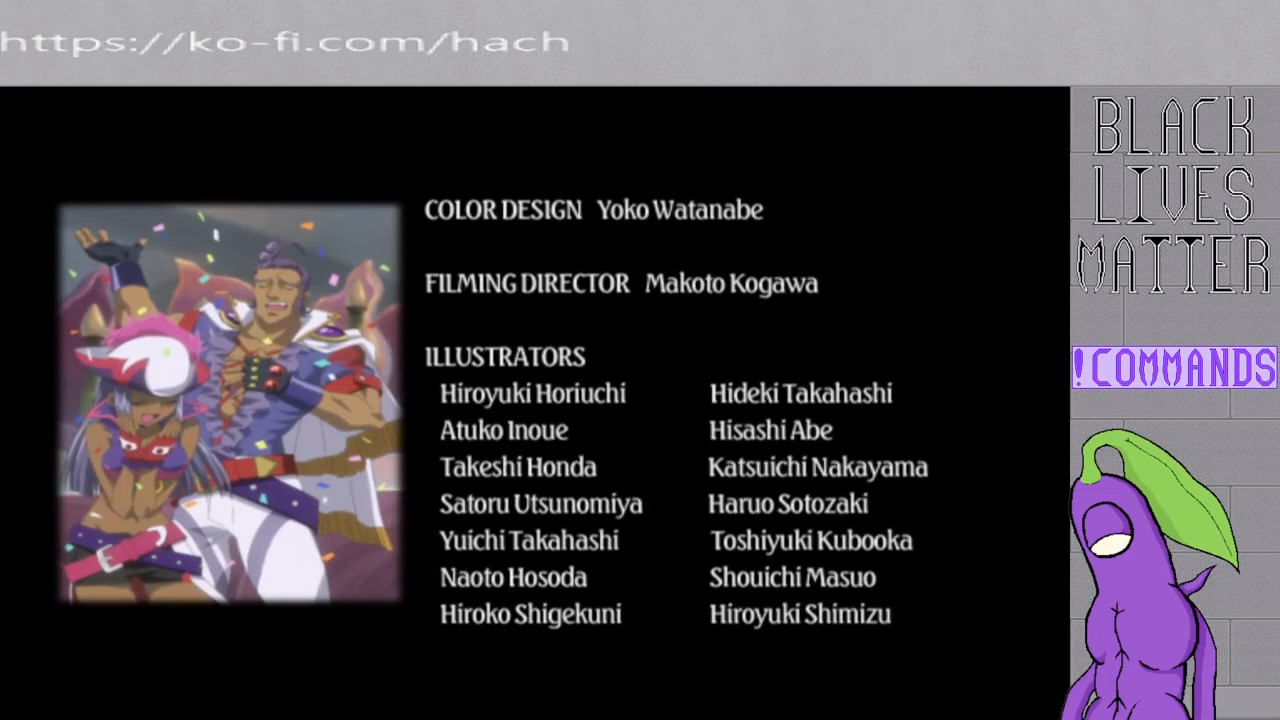 https://ko-fi.com/hach
BLACK
LIVES
MATTER
!COMMANDS
COLOR DESIGN Yoko Watanabe
FILMING DIRECTOR Makoto Kogawa
ILLUSTRATORS
Hiroyuki Horiuchi Hideki Takahashi
Atuko Inoue Hisashi Abe
Takeshi Honda Katsuichi Nakayama
Satoru Utsunomiya Haruo Sotozaki
Yuichi Takahashi Toshiyuki Kubooka
Naoto Hosoda Shouichi Masuo
Hiroko Shigekuni Hiroyuki Shimizu